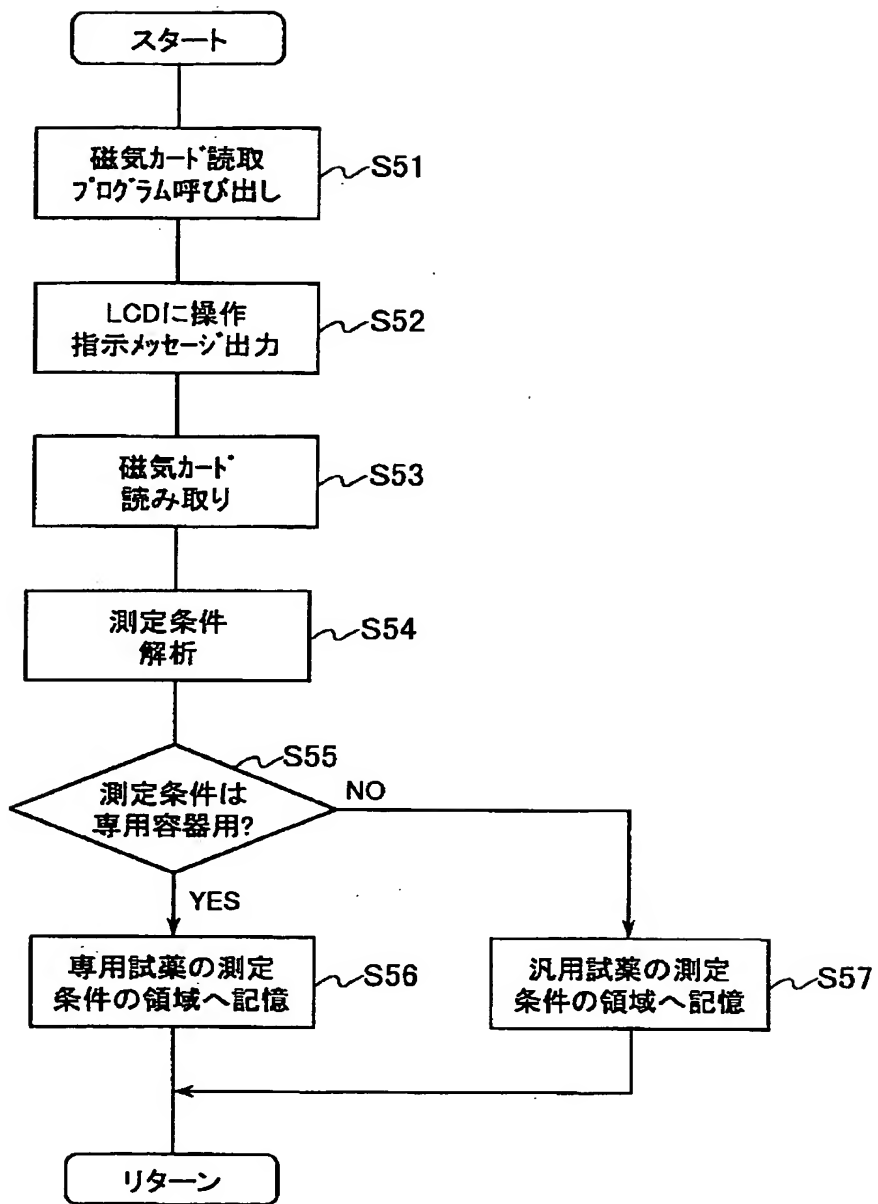 スタート
磁気カード読取
プログラム呼び出し
S51
LCDに操作
指示メッセージ出力
S52
磁気カード
読み取り
S53
測定条件
解析
S54
S55
測定条件は
専用容器用?
NO
YES
専用試薬の測定
条件の領域へ記憶
S56
汎用試薬の測定
条件の領域へ記憶
S57
リターン